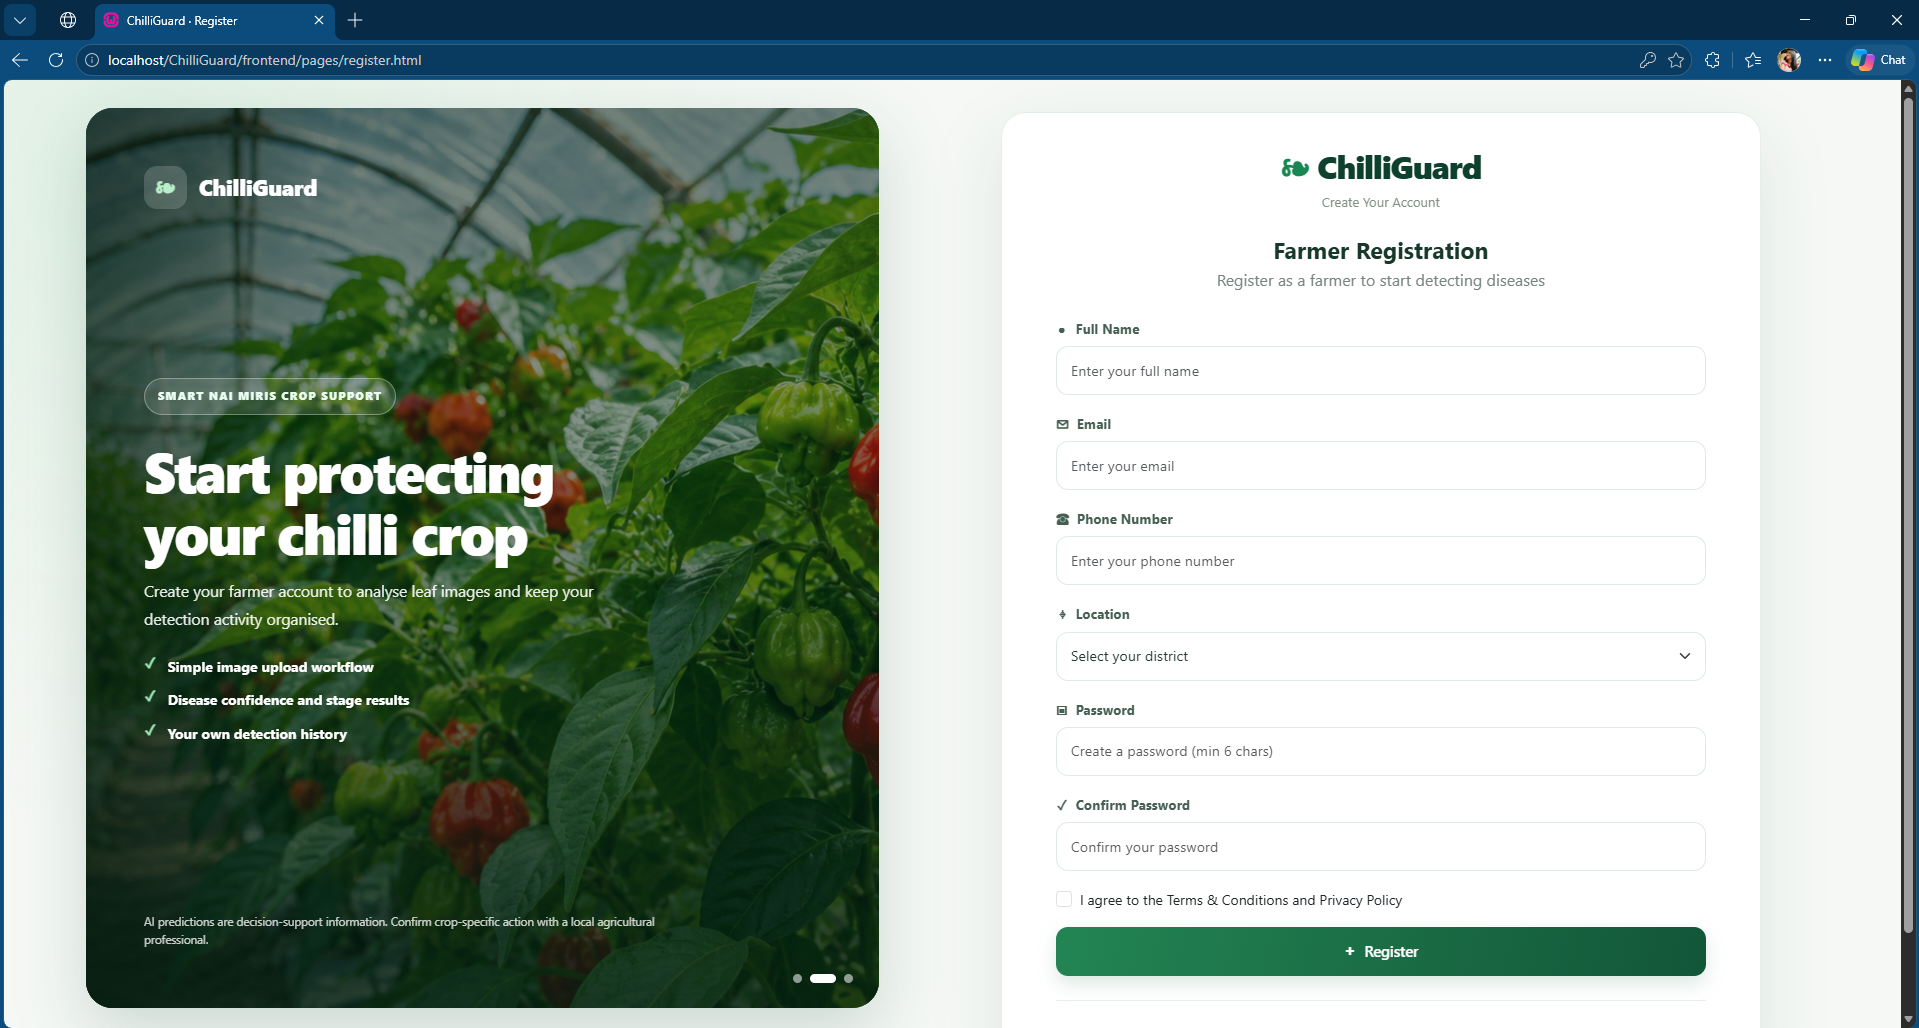 ChilliGuard · Register
localhost/ChilliGuard/frontend/pages/register.html
Chat
ChilliGuard
SMART NAI MIRIS CROP SUPPORT
Start protecting
your chilli crop
Create your farmer account to analyse leaf images and keep your
detection activity organised.
✓ Simple image upload workflow
✓ Disease confidence and stage results
✓ Your own detection history
AI predictions are decision-support information. Confirm crop-specific action with a local agricultural
professional.
ChilliGuard
Create Your Account
Farmer Registration
Register as a farmer to start detecting diseases
Full Name
Enter your full name
Email
Enter your email
Phone Number
Enter your phone number
Location
Select your district
Password
Create a password (min 6 chars)
✓ Confirm Password
Confirm your password
I agree to the Terms & Conditions and Privacy Policy
+ Register